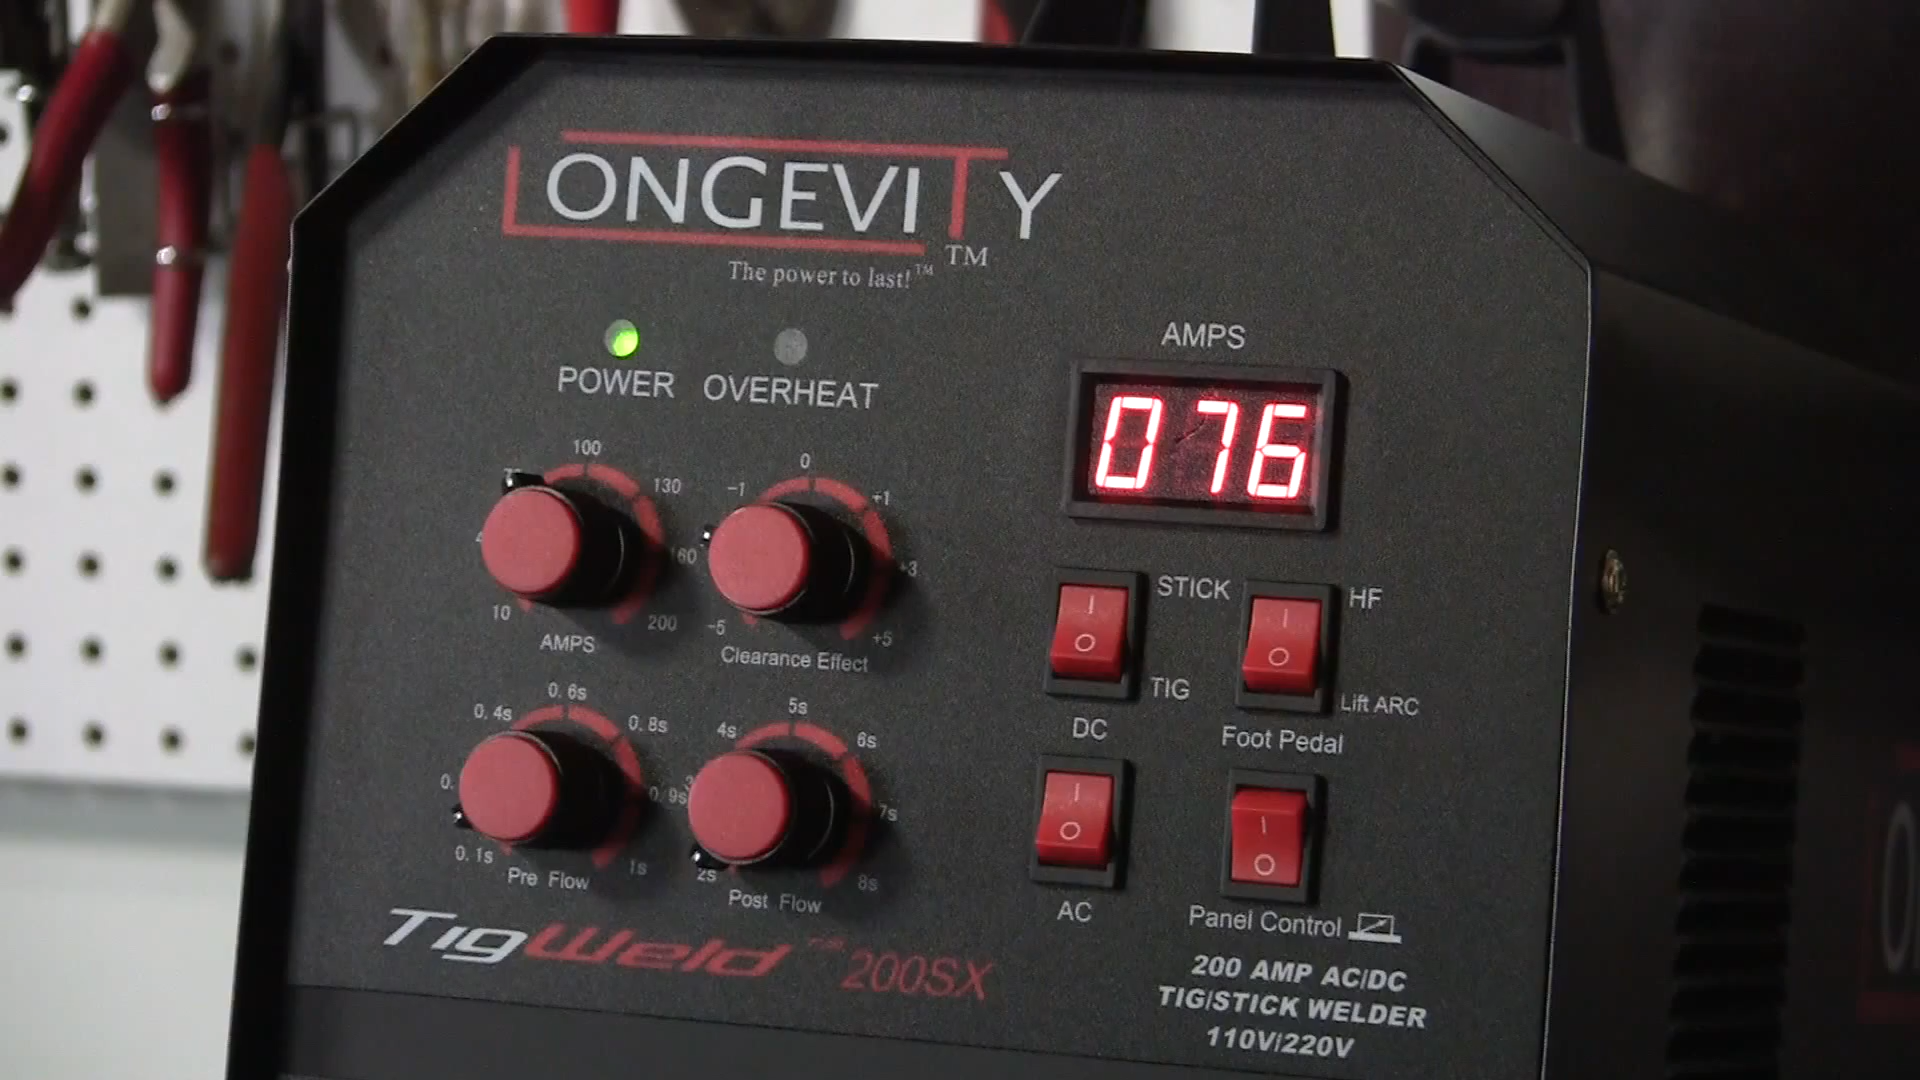 LONGEVITY
TM
The power to last!™
POWER
OVERHEAT
AMPS
076
100
130
160
200
10
AMPS
0
-1
+1
+3
+5
-5
Clearance Effect
STICK
TIG
HF
Lift ARC
0.6s
0.4s
0.8s
0.9s
1s
0.1s
Pre Flow
5s
4s
6s
7s
8s
2s
Post Flow
DC
AC
Foot Pedal
Panel Control
TigWeld 200SX
200 AMP AC/DC
TIG/STICK WELDER
110V/220V